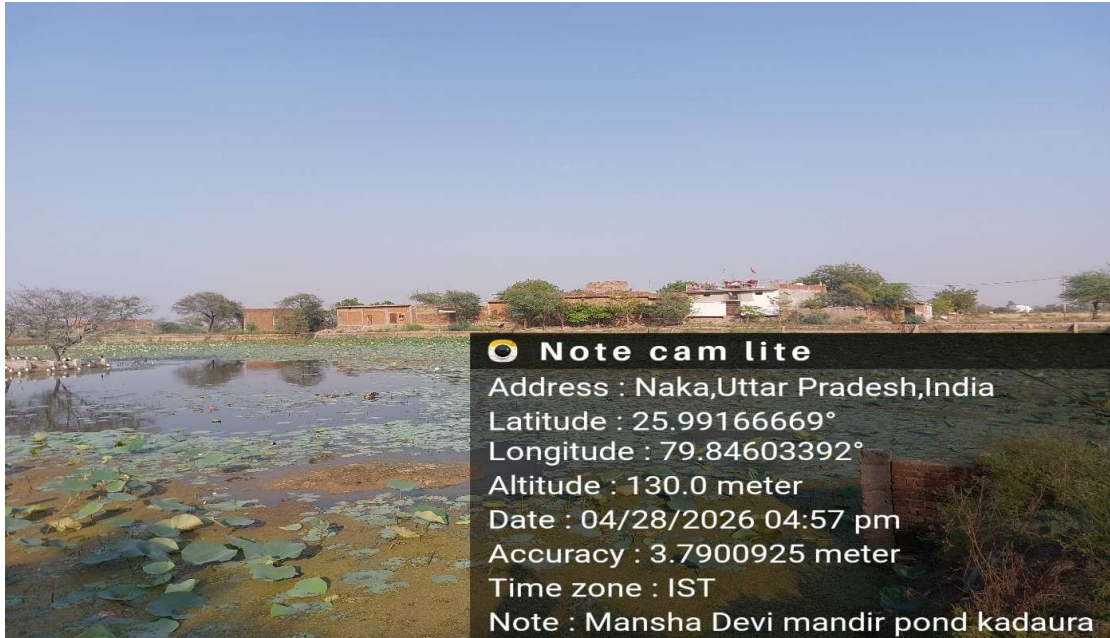 Note cam lite
Address : Naka,Uttar Pradesh,India
Latitude : 25.99166669°
Longitude : 79.84603392°
Altitude : 130.0 meter
Date : 04/28/2026 04:57 pm
Accuracy : 3.7900925 meter
Time zone : IST
Note : Mansha Devi mandir pond kadaura